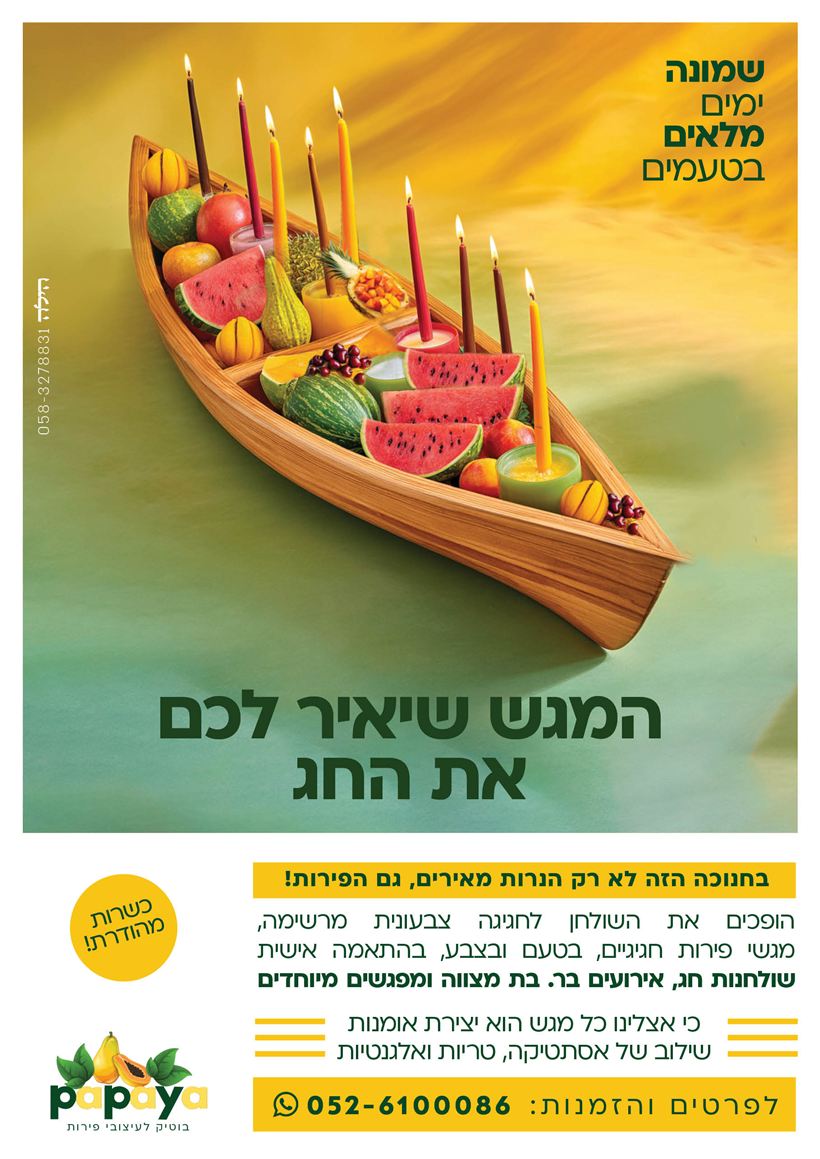 שמונה
ימים
מלאים
בטעמים
הילה 058-3278831
המגש שיאיר לכם
את החג
בחנוכה הזה לא רק הנרות מאירים, גם הפירות!
הופכים את השולחן לחגיגה צבעונית מרשימה,
מגשי פירות חגיגיים, בטעם ובצבע, בהתאמה אישית
שולחנות חג, אירועים בר. בת מצווה ומפגשים מיוחדים
כי אצלינו כל מגש הוא יצירת אומנות
שילוב של אסתטיקה, טריות ואלגנטיות
לפרטים והזמנות: 052-6100086
כשרות
מהודרת!
papaya
בוטיק לעיצובי פירות